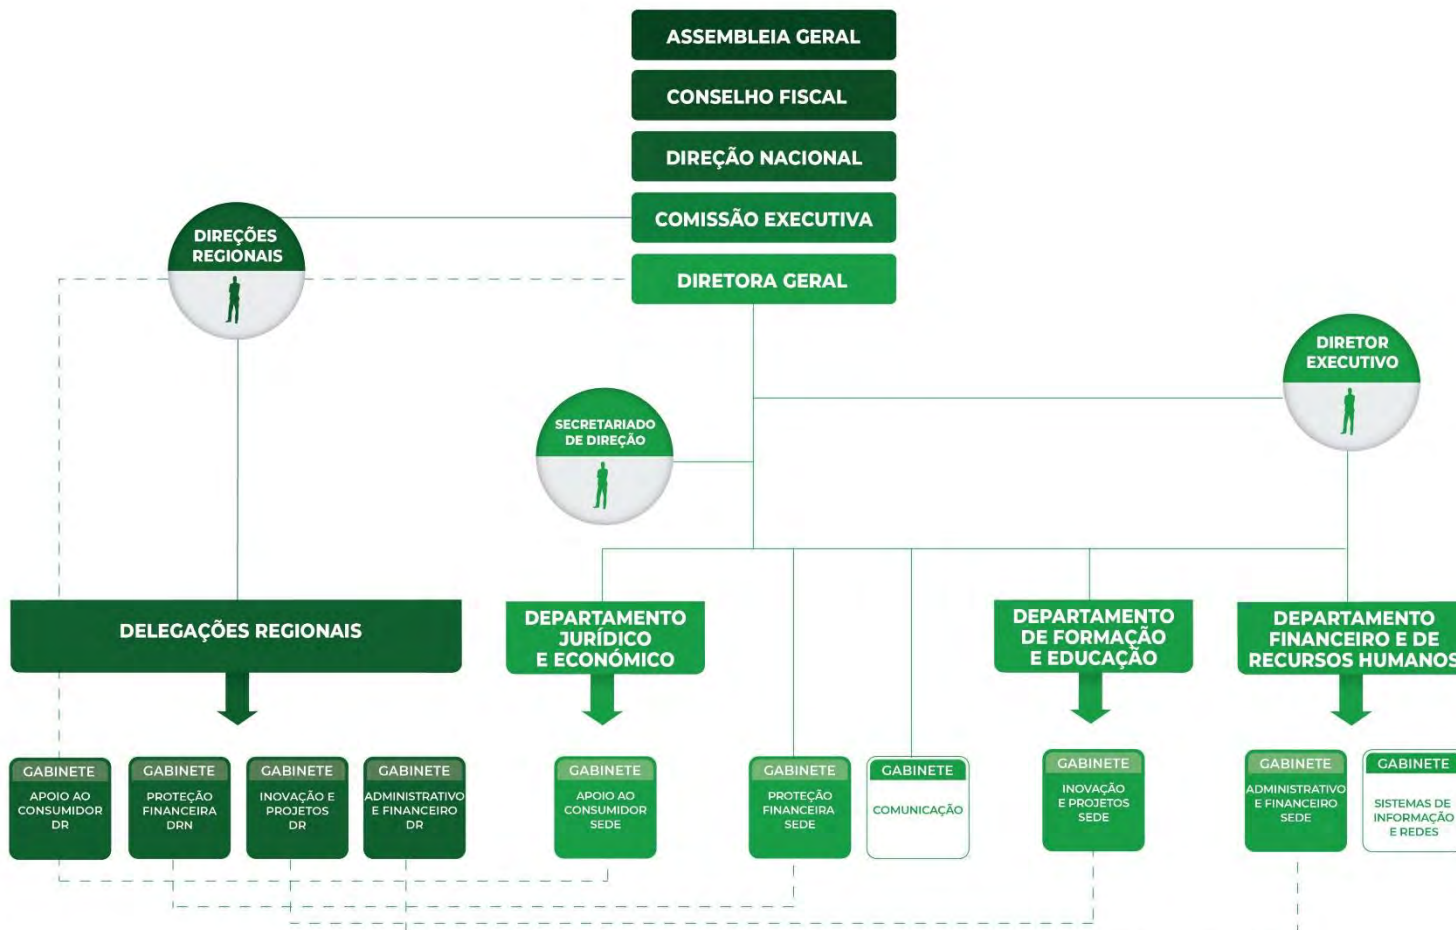 ASSEMBLEIA GERAL
CONSELHO FISCAL
DIREÇÃO NACIONAL
COMISSÃO EXECUTIVA
DIRETORA GERAL
DIREÇÕES
REGIONAIS
DIRETOR
EXECUTIVO
SECRETARIADO
DE DIREÇÃO
DELEGAÇÕES REGIONAIS
DEPARTAMENTO
JURÍDICO
E ECONÓMICO
DEPARTAMENTO
DE FORMAÇÃO
E EDUCAÇÃO
DEPARTAMENTO
FINANCEIRO E DE
RECURSOS HUMANOS
GABINETE
APOIO AO
CONSUMIDOR
DR
GABINETE
PROTEÇÃO
FINANCEIRA
DRN
GABINETE
INOVAÇÃO E
PROJETOS
DR
GABINETE
ADMINISTRATIVO
E FINANCEIRO
DR
GABINETE
APOIO AO
CONSUMIDOR
SEDE
GABINETE
PROTEÇÃO
FINANCEIRA
SEDE
GABINETE
COMUNICAÇÃO
GABINETE
INOVAÇÃO
E PROJETOS
SEDE
GABINETE
ADMINISTRATIVO
E FINANCEIRO
SEDE
GABINETE
SISTEMAS DE
INFORMAÇÃO
E REDES